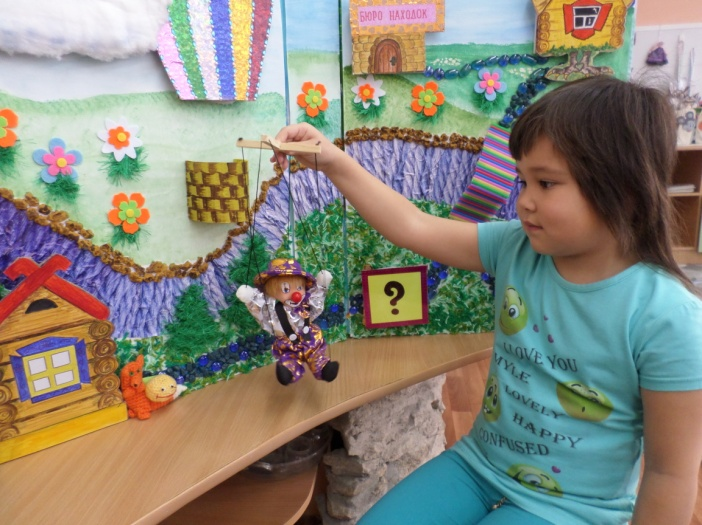 БЮРО НАХОДОК
?
I LOVE YOU
LOVELY
HAPPY
CONFUSED